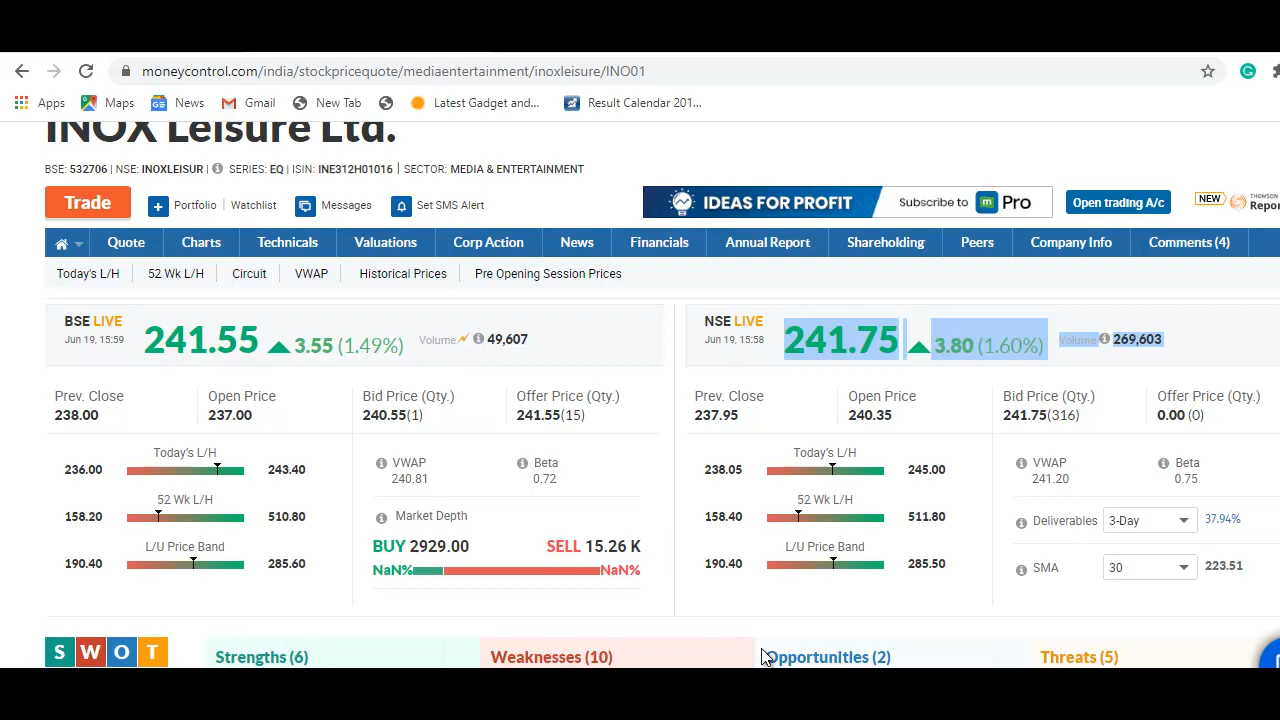 moneycontrol.com/india/stockpricequote/mediaentertainment/inoxleisure/INO01
Apps Maps News Gmail New Tab Latest Gadget and... Result Calendar 201...
INOX Leisure Ltd.
BSE: 532706 | NSE: INOXLEISUR | SERIES: EQ | ISIN: INE312H01016 | SECTOR: MEDIA & ENTERTAINMENT
Trade + Portfolio | Watchlist Messages Set SMS Alert IDEAS FOR PROFIT Subscribe to m Pro Open trading A/c NEW THOMSON
Repor
Quote Charts Technicals Valuations Corp Action News Financials Annual Report Shareholding Peers Company Info Comments (4)
Today's L/H 52 Wk L/H Circuit VWAP Historical Prices Pre Opening Session Prices
BSE LIVE
Jun 19, 15:59
241.55 3.55 (1.49%) Volume 49,607
NSE LIVE
Jun 19, 15:58
241.75 3.80 (1.60%) Volume 269,603
Prev. Close Open Price Bid Price (Qty.) Offer Price (Qty.)
238.00 237.00 240.55(1) 241.55(15)
Today's L/H
236.00 243.40
52 Wk L/H
158.20 510.80
L/U Price Band
190.40 285.60
VWAP Beta
240.81 0.72
Market Depth
BUY 2929.00 SELL 15.26 K
NaN% NaN%
Prev. Close Open Price Bid Price (Qty.) Offer Price (Qty.)
237.95 240.35 241.75(316) 0.00 (0)
Today's L/H
238.05 245.00
52 Wk L/H
158.40 511.80
L/U Price Band
190.40 285.50
VWAP Beta
241.20 0.75
Deliverables 3-Day 37.94%
SMA 30 223.51
S W O T Strengths (6) Weaknesses (10) Opportunities (2) Threats (5)